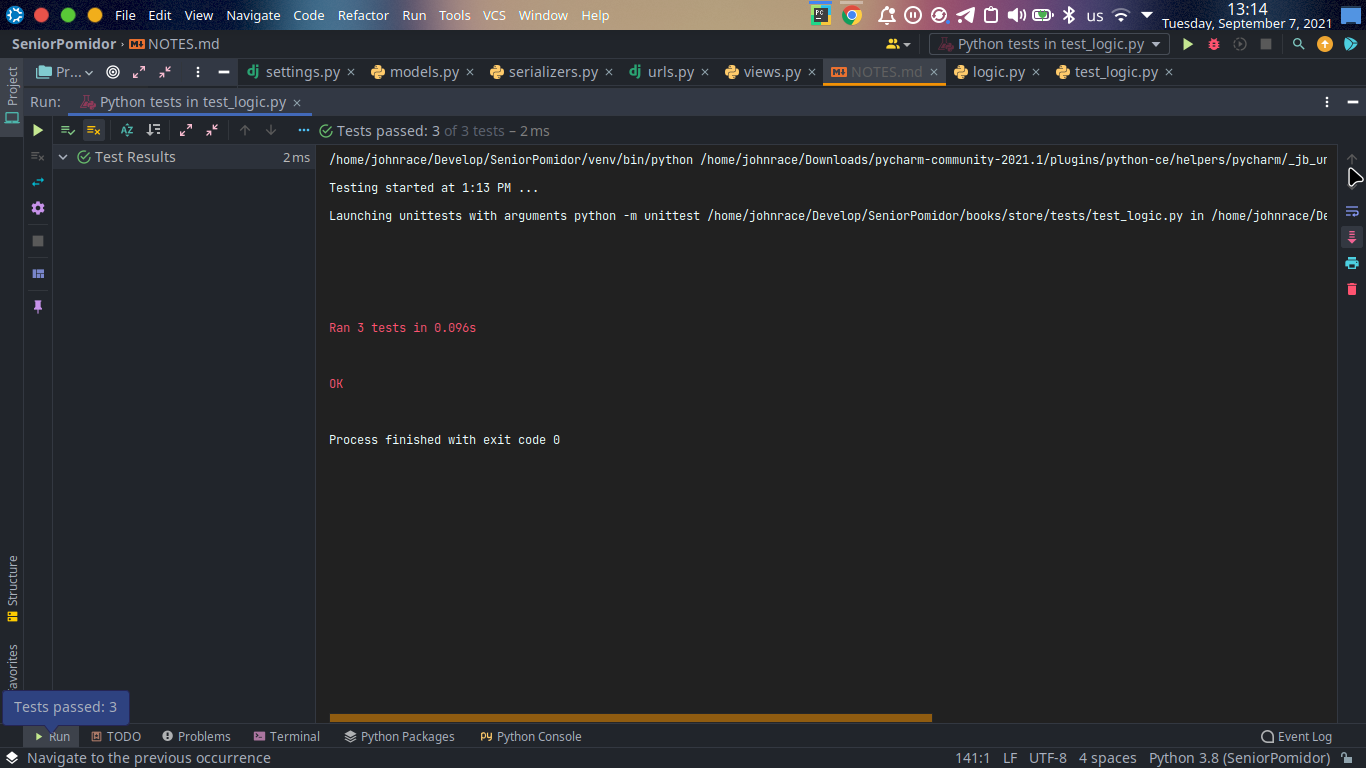 File Edit View Navigate Code Refactor Run Tools VCS Window Help
PC
us
13:14
Tuesday, September 7, 2021
SeniorPomidor › NOTES.md
Python tests in test_logic.py
Project
Pr...
dj settings.py
models.py
serializers.py
dj urls.py
views.py
NOTES.md
logic.py
test_logic.py
Run: Python tests in test_logic.py
Tests passed: 3 of 3 tests – 2 ms
Test Results 2 ms
/home/johnrace/Develop/SeniorPomidor/venv/bin/python /home/johnrace/Downloads/pycharm-community-2021.1/plugins/python-ce/helpers/pycharm/_jb_un
Testing started at 1:13 PM ...
Launching unittests with arguments python -m unittest /home/johnrace/Develop/SeniorPomidor/books/store/tests/test_logic.py in /home/johnrace/De
Ran 3 tests in 0.096s
OK
Process finished with exit code 0
Structure
avorites
Tests passed: 3
Run TODO Problems Terminal Python Packages Python Console Event Log
Navigate to the previous occurrence 141:1 LF UTF-8 4 spaces Python 3.8 (SeniorPomidor)